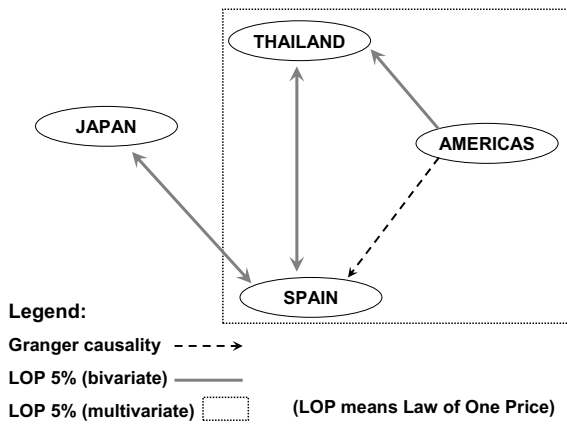 THAILAND
JAPAN
AMERICAS
SPAIN
Legend:
Granger causality
LOP 5% (bivariate)
LOP 5% (multivariate)
(LOP means Law of One Price)